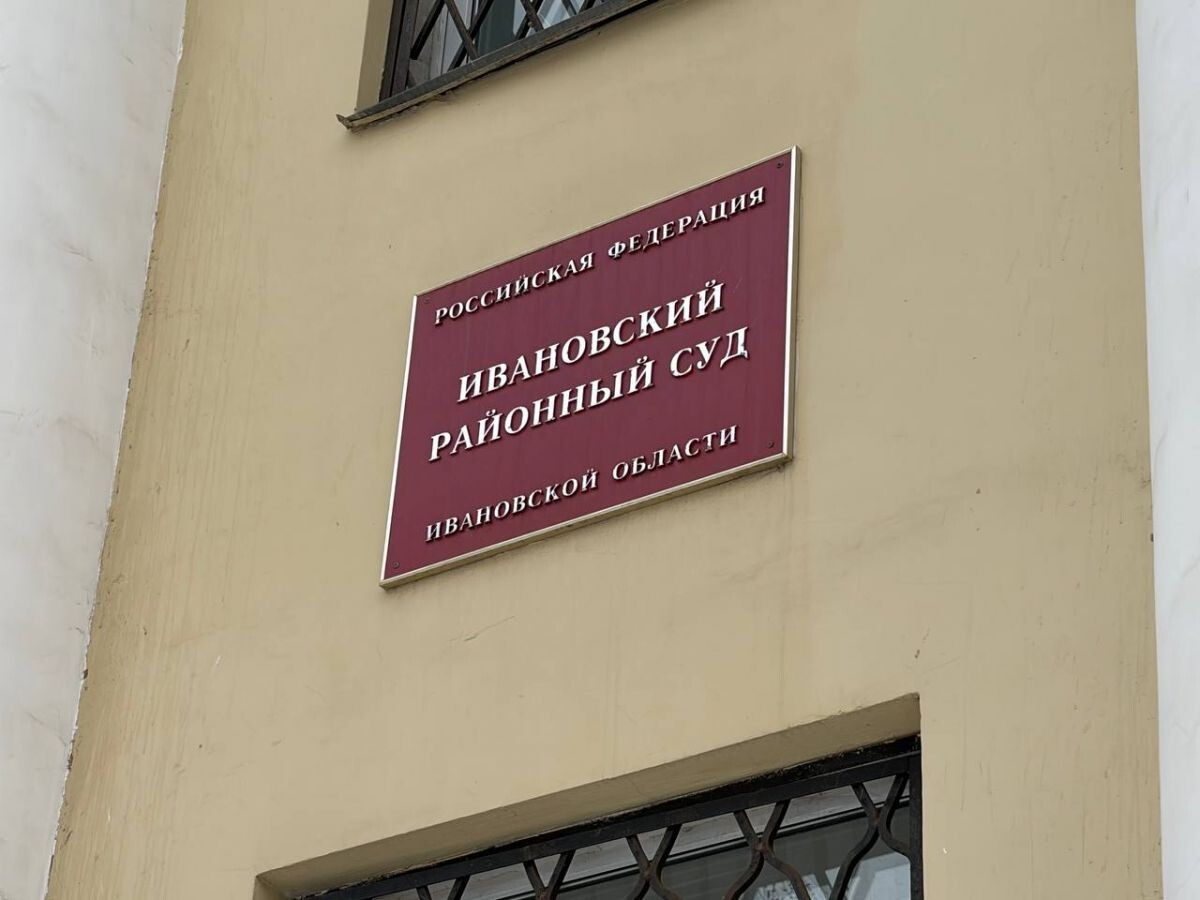 РОССИЙСКАЯ ФЕДЕРАЦИЯ
ИВАНОВСКИЙ
РАЙОННЫЙ СУД
ИВАНОВСКОЙ ОБЛАСТИ